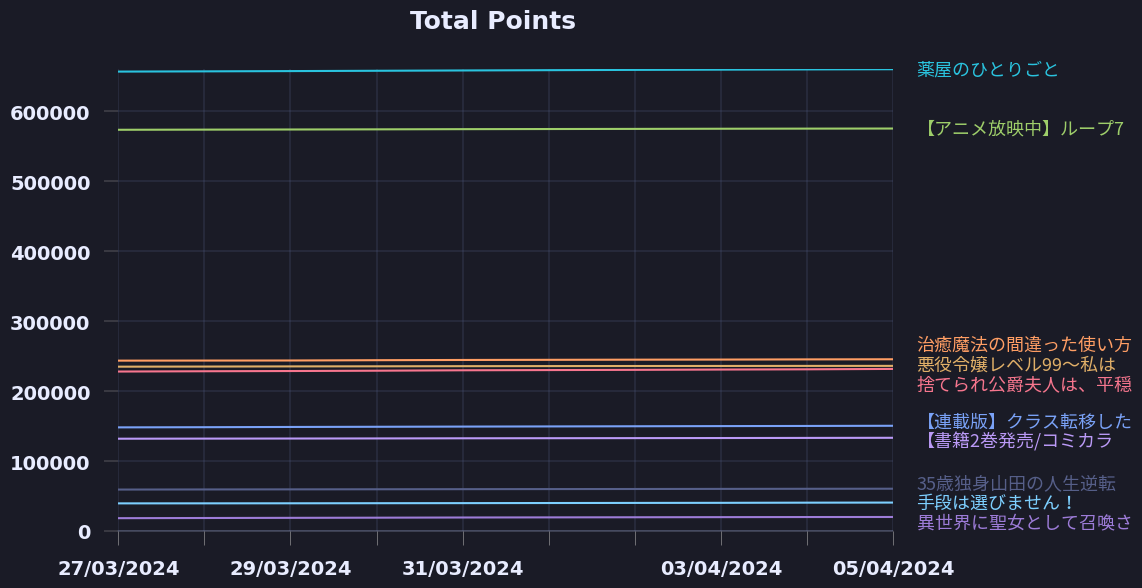 Total Points
600000
500000
400000
300000
200000
100000
0
27/03/2024
29/03/2024
31/03/2024
03/04/2024
05/04/2024
薬屋のひとりごと
【アニメ放映中】ループ7
治癒魔法の間違った使い方
悪役令嬢レベル99～私は
捨てられ公爵夫人は、平穏
【連載版】クラス転移した
【書籍2巻発売/コミカラ
35歳独身山田の人生逆転
手段は選びません！
異世界に聖女として召喚さ